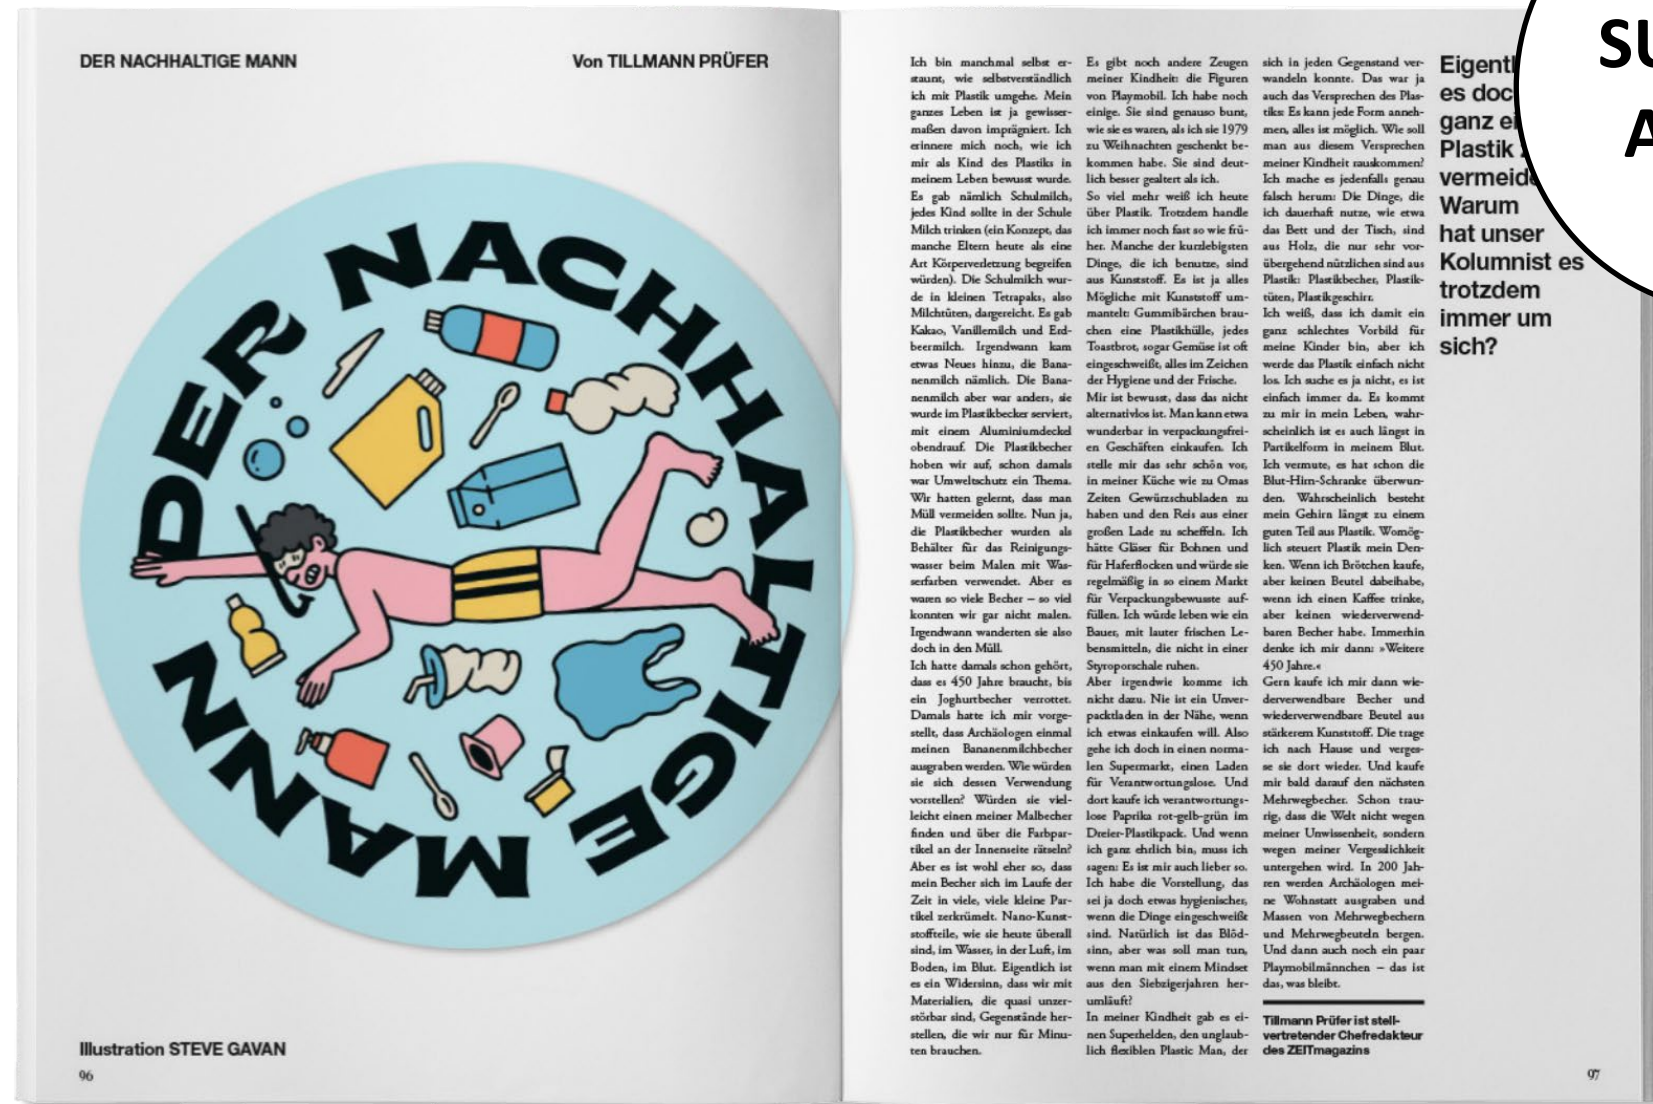 DER NACHHALTIGE MANN
Von TILLMANN PRÜFER
DER NACHHALTIGE MANN
Illustration STEVE GAVAN
96
Ich bin manchmal selbst er-
staunt, wie selbstverständlich
ich mit Plastik umgehe. Mein
ganzes Leben ist ja gewisser-
maßen davon imprägniert. Ich
erinnere mich noch, wie ich
mir als Kind des Plastiks in
meinem Leben bewusst wurde.
Es gab nämlich Schulmilch,
jedes Kind sollte in der Schule
Milch trinken (ein Konzept, das
manche Eltern heute als eine
Art Körperverletzung begreifen
würden). Die Schulmilch wur-
de in kleinen Tetrapaks, also
Milchtüten, dargereicht. Es gab
Kakao, Vanillemilch und Erd-
beermilch. Irgendwann kam
etwas Neues hinzu, die Bana-
nenmilch nämlich. Die Bana-
nenmilch aber war anders, sie
wurde im Plastikbecker serviert,
mit einem Aluminiumdeckel
obendrauf. Die Plastikbecher
hoben wir auf, schon damals
war Umweltschutz ein Thema.
Wir hatten gelernt, dass man
Müll vermeiden sollte. Nun ja,
die Plastikbecher wurden als
Behälter für das Reinigungs-
wasser beim Malen mit Was-
serfarben verwendet. Aber es
waren so viele Becher – so viel
konnten wir gar nicht malen.
Irgendwann wanderten sie also
doch in den Müll.
Ich hatte damals schon gehört,
dass es 450 Jahre braucht, bis
ein Joghurtbecher verrottet.
Damals hatte ich mir vorge-
stellt, dass Archäologen einmal
meinen Bananenmilchbecher
ausgraben werden. Wie würden
sie sich dessen Verwendung
vorstellen? Würden sie viel-
leicht einen meiner Malbecher
finden und über die Farbpar-
tikel an der Innenseite rätseln?
Aber es ist wohl eher so, dass
mein Becher sich im Laufe der
Zeit in viele, viele kleine Par-
tikel zerkrümelt. Nano-Kunst-
stoffteile, wie sie heute überall
sind, im Wasser, in der Luft, im
Boden, im Blut. Eigentlich ist
es ein Widersinn, dass wir mit
Materialien, die quasi unzer-
störbar sind, Gegenstände her-
stellen, die wir nur für Minu-
ten brauchen.
Es gibt noch andere Zeugen
meiner Kindheit: die Figuren
von Playmobil. Ich habe noch
einige. Sie sind genauso bunt,
wie sie es waren, als ich sie 1979
zu Weihnachten geschenkt be-
kommen habe. Sie sind deut-
lich besser gealtert als ich.
So viel mehr weiß ich heute
über Plastik. Trotzdem handle
ich immer noch fast so wie frü-
her. Manche der kurzlebigsten
Dinge, die ich benutze, sind
aus Kunststoff. Es ist ja alles
Mögliche mit Kunststoff um-
mantelt: Gummibärchen brau-
chen eine Plastikhülle, jedes
Toastbrot, sogar Gemüse ist oft
eingeschweißt, alles im Zeichen
der Hygiene und der Frische.
Mir ist bewusst, dass das nicht
alternativlos ist. Man kann etwa
wunderbar in verpackungsfrei-
en Geschäften einkaufen. Ich
stelle mir das sehr schön vor,
in meiner Küche wie zu Omas
Zeiten Gewürzschubladen zu
haben und den Reis aus einer
großen Lade zu scheffeln. Ich
hätte Gläser für Bohnen und
für Haferflocken und würde sie
regelmäßig in so einem Markt
für Verpackungsbewusste auf-
füllen. Ich würde leben wie ein
Bauer, mit lauter frischen Le-
bensmitteln, die nicht in einer
Styroporschale ruhen.
Aber irgendwie komme ich
nicht dazu. Nie ist ein Unver-
packtladen in der Nähe, wenn
ich etwas einkaufen will. Also
gehe ich doch in einen norma-
len Supermarkt, einen Laden
für Verantwortungslose. Und
dort kaufe ich verantwortungs-
lose Paprika rot-gelb-grün im
Dreier-Plastikpack. Und wenn
ich ganz ehrlich bin, muss ich
sagen: Es ist mir auch lieber so.
Ich habe die Vorstellung, das
sei ja doch etwas hygienischer,
wenn die Dinge eingeschweißt
sind. Natürlich ist das Blöd-
sinn, aber was soll man tun,
wenn man mit einem Mindset
aus den Siebzigerjahren her-
umläuft?
In meiner Kindheit gab es ei-
nen Superhelden, den unglaub-
lich flexiblen Plastic Man, der
sich in jeden Gegenstand ver-
wandeln konnte. Das war ja
auch das Versprechen des Plas-
tiks: Es kann jede Form anneh-
men, alles ist möglich. Wie soll
man aus diesem Versprechen
meiner Kindheit rauskommen?
Ich mache es jedenfalls genau
falsch herum: Die Dinge, die
ich dauerhaft nutze, wie etwa
das Bett und der Tisch, sind
aus Holz, die nur sehr vor-
übergehend nützlichen sind aus
Plastik: Plastikbecher, Plastik-
tüten, Plastikgeschirr.
Ich weiß, dass ich damit ein
ganz schlechtes Vorbild für
meine Kinder bin, aber ich
werde das Plastik einfach nicht
los. Ich suche es ja nicht, es ist
einfach immer da. Es kommt
zu mir in mein Leben, wahr-
scheinlich ist es auch längst in
Partikelform in meinem Blut.
Ich vermute, es hat schon die
Blut-Hirn-Schranke überwun-
den. Wahrscheinlich besteht
mein Gehirn längst zu einem
guten Teil aus Plastik. Womög-
lich steuert Plastik mein Den-
ken. Wenn ich Brötchen kaufe,
aber keinen Beutel dabeihabe,
wenn ich einen Kaffee trinke,
aber keinen wiederverwend-
baren Becher habe. Immerhin
denke ich mir dann: »Weitere
450 Jahre.«
Gern kaufe ich mir dann wie-
derverwendbare Becher und
wiederverwendbare Beutel aus
stärkerem Kunststoff. Die trage
ich nach Hause und verges-
se sie dort wieder. Und kaufe
mir bald darauf den nächsten
Mehrwegbecher. Schon trau-
rig, dass die Welt nicht wegen
meiner Unwissenheit, sondern
wegen meiner Vergesslichkeit
untergehen wird. In 200 Jah-
ren werden Archäologen mei-
ne Wohnstatt ausgraben und
Massen von Mehrwegbechern
und Mehrwegbeuteln bergen.
Und dann auch noch ein paar
Playmobilmännchen – das ist
das, was bleibt.
Tillmann Prüfer ist stell-
vertretender Chefredakteur
des ZEITmagazins
es
ganz
Plastik
Warum
hat unser
Kolumnist es
trotzdem
immer um
sich?
97